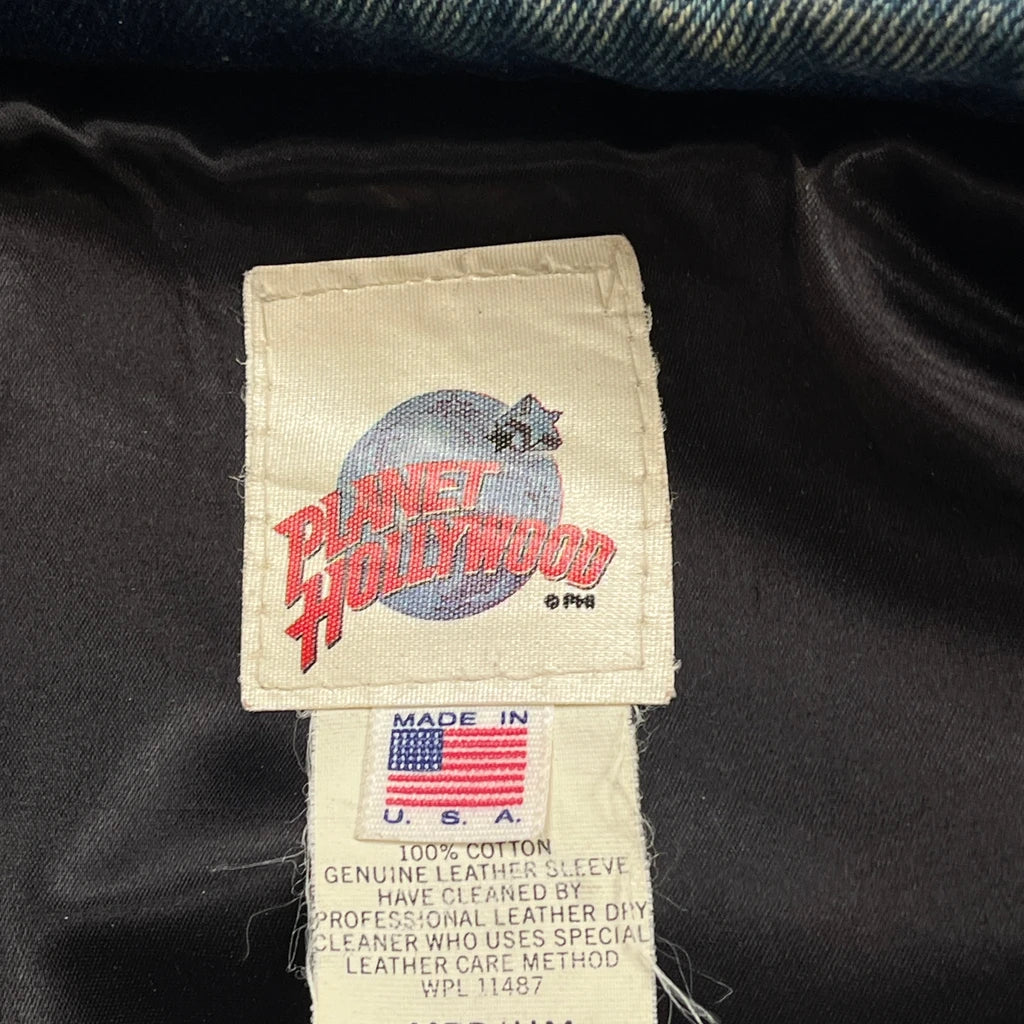 PLANET
HOLLYWOOD
© PHI
MADE IN
U. S. A.
100% COTTON
GENUINE LEATHER SLEEVE
HAVE CLEANED BY
PROFESSIONAL LEATHER DRY
CLEANER WHO USES SPECIAL
LEATHER CARE METHOD
WPL 11487
MEDIUM